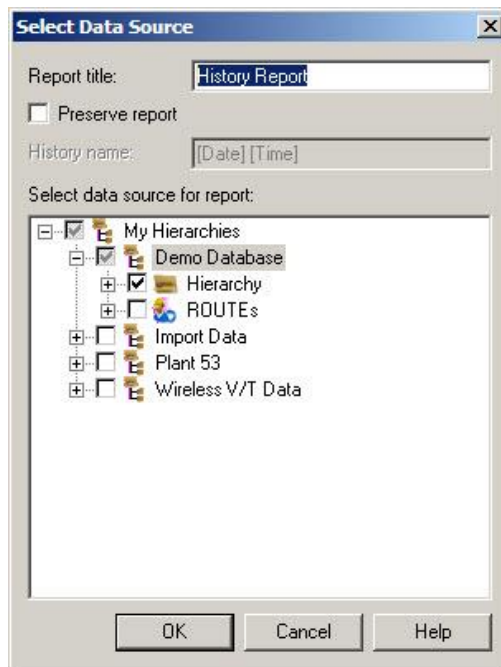 Select Data Source
Report title: History Report
Preserve report
History name: [Date] [Time]
Select data source for report:
My Hierarchies
Demo Database
Hierarchy
ROUTEs
Import Data
Plant 53
Wireless V/T Data
OK Cancel Help